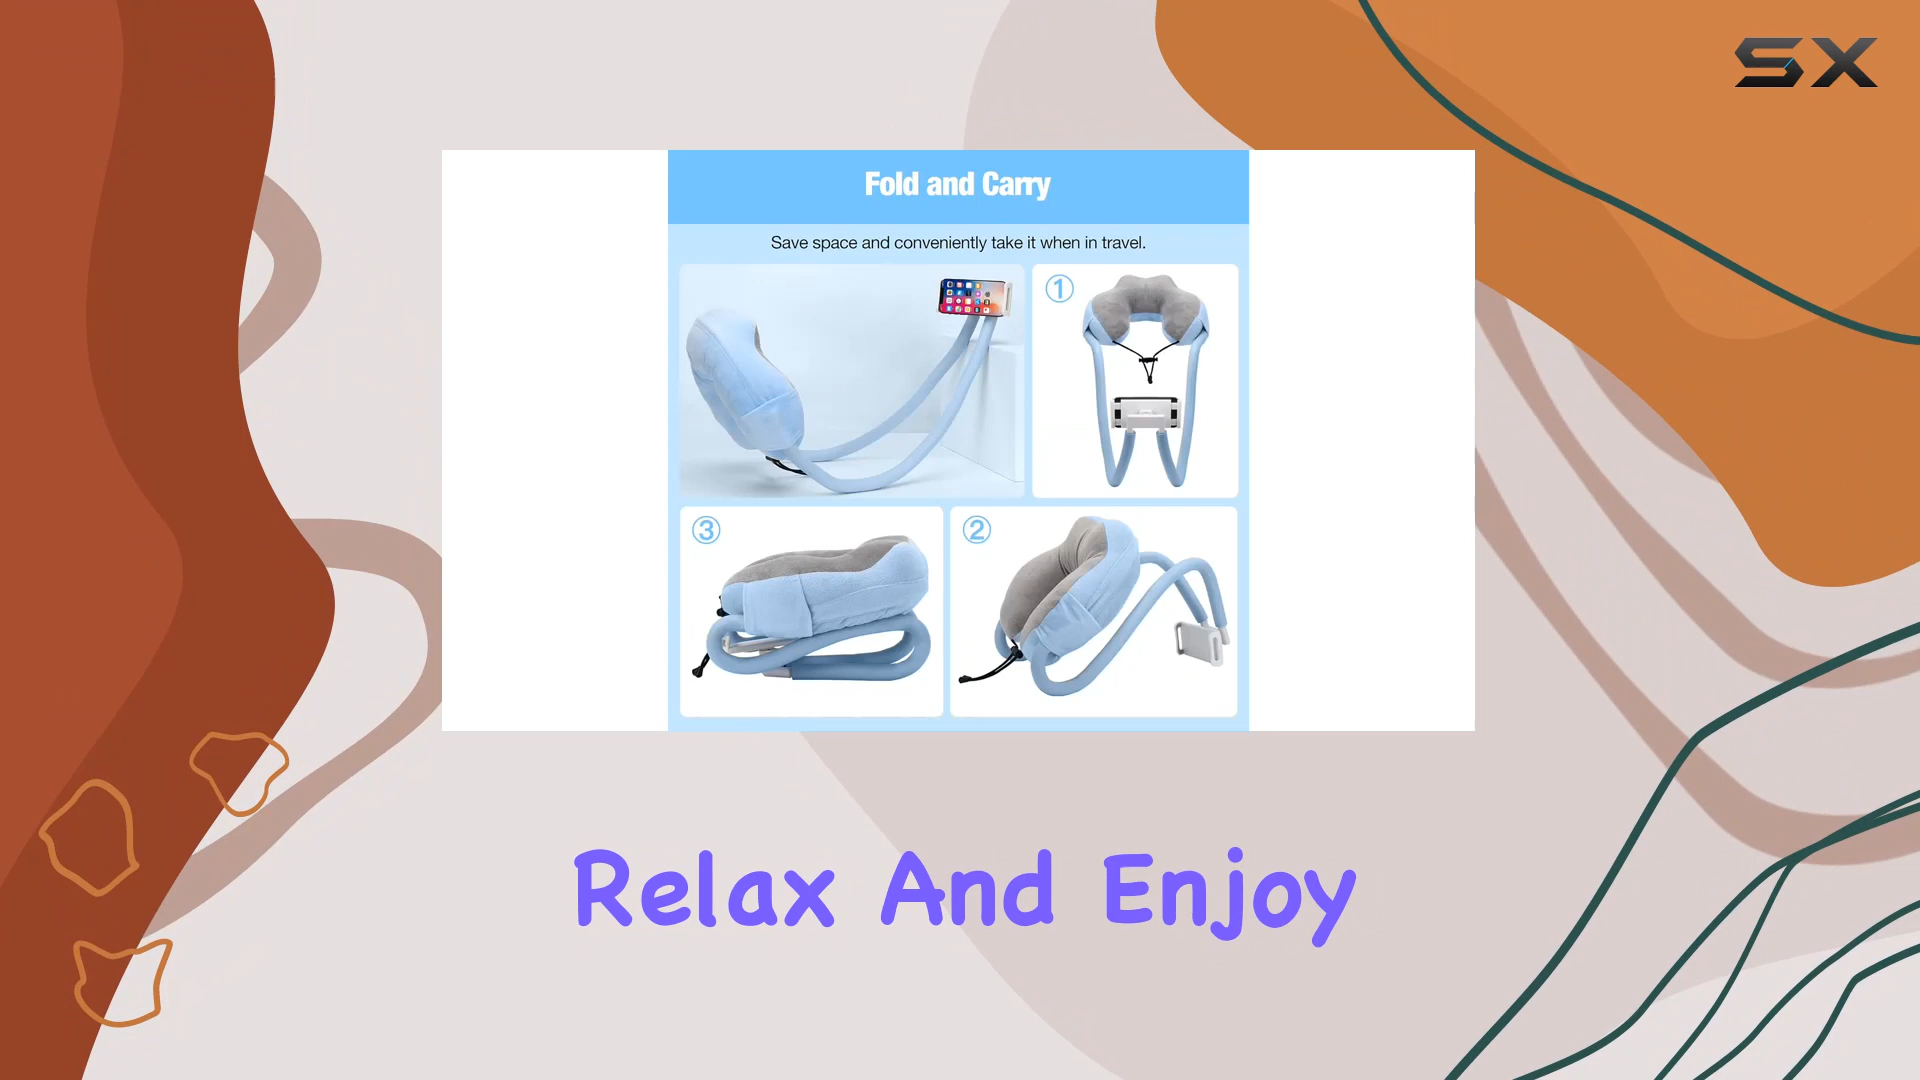 SX
Fold and Carry
Save space and conveniently take it when in travel.
①
③
②
Relax And Enjoy